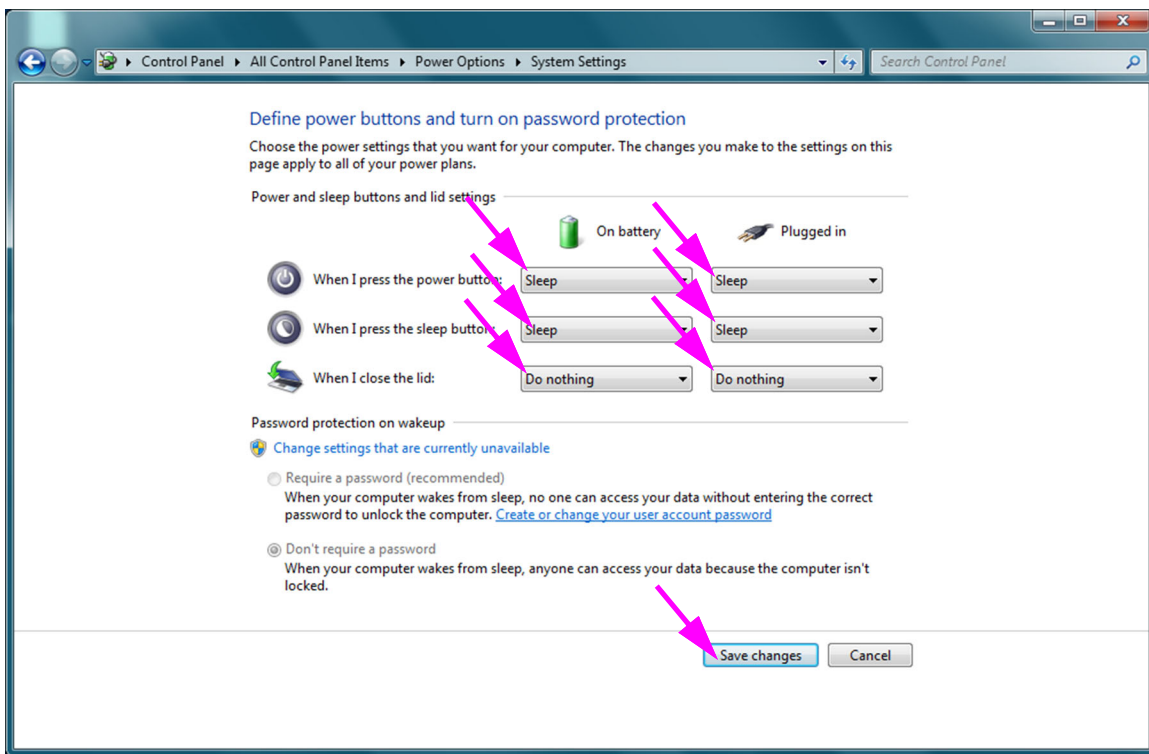 Control Panel ▸ All Control Panel Items ▸ Power Options ▸ System Settings
Search Control Panel
Define power buttons and turn on password protection
Choose the power settings that you want for your computer. The changes you make to the settings on this
page apply to all of your power plans.
Power and sleep buttons and lid settings
On battery
Plugged in
When I press the power button:
Sleep
Sleep
When I press the sleep button:
Sleep
Sleep
When I close the lid:
Do nothing
Do nothing
Password protection on wakeup
Change settings that are currently unavailable
Require a password (recommended)
When your computer wakes from sleep, no one can access your data without entering the correct
password to unlock the computer. Create or change your user account password
Don't require a password
When your computer wakes from sleep, anyone can access your data because the computer isn't
locked.
Save changes
Cancel